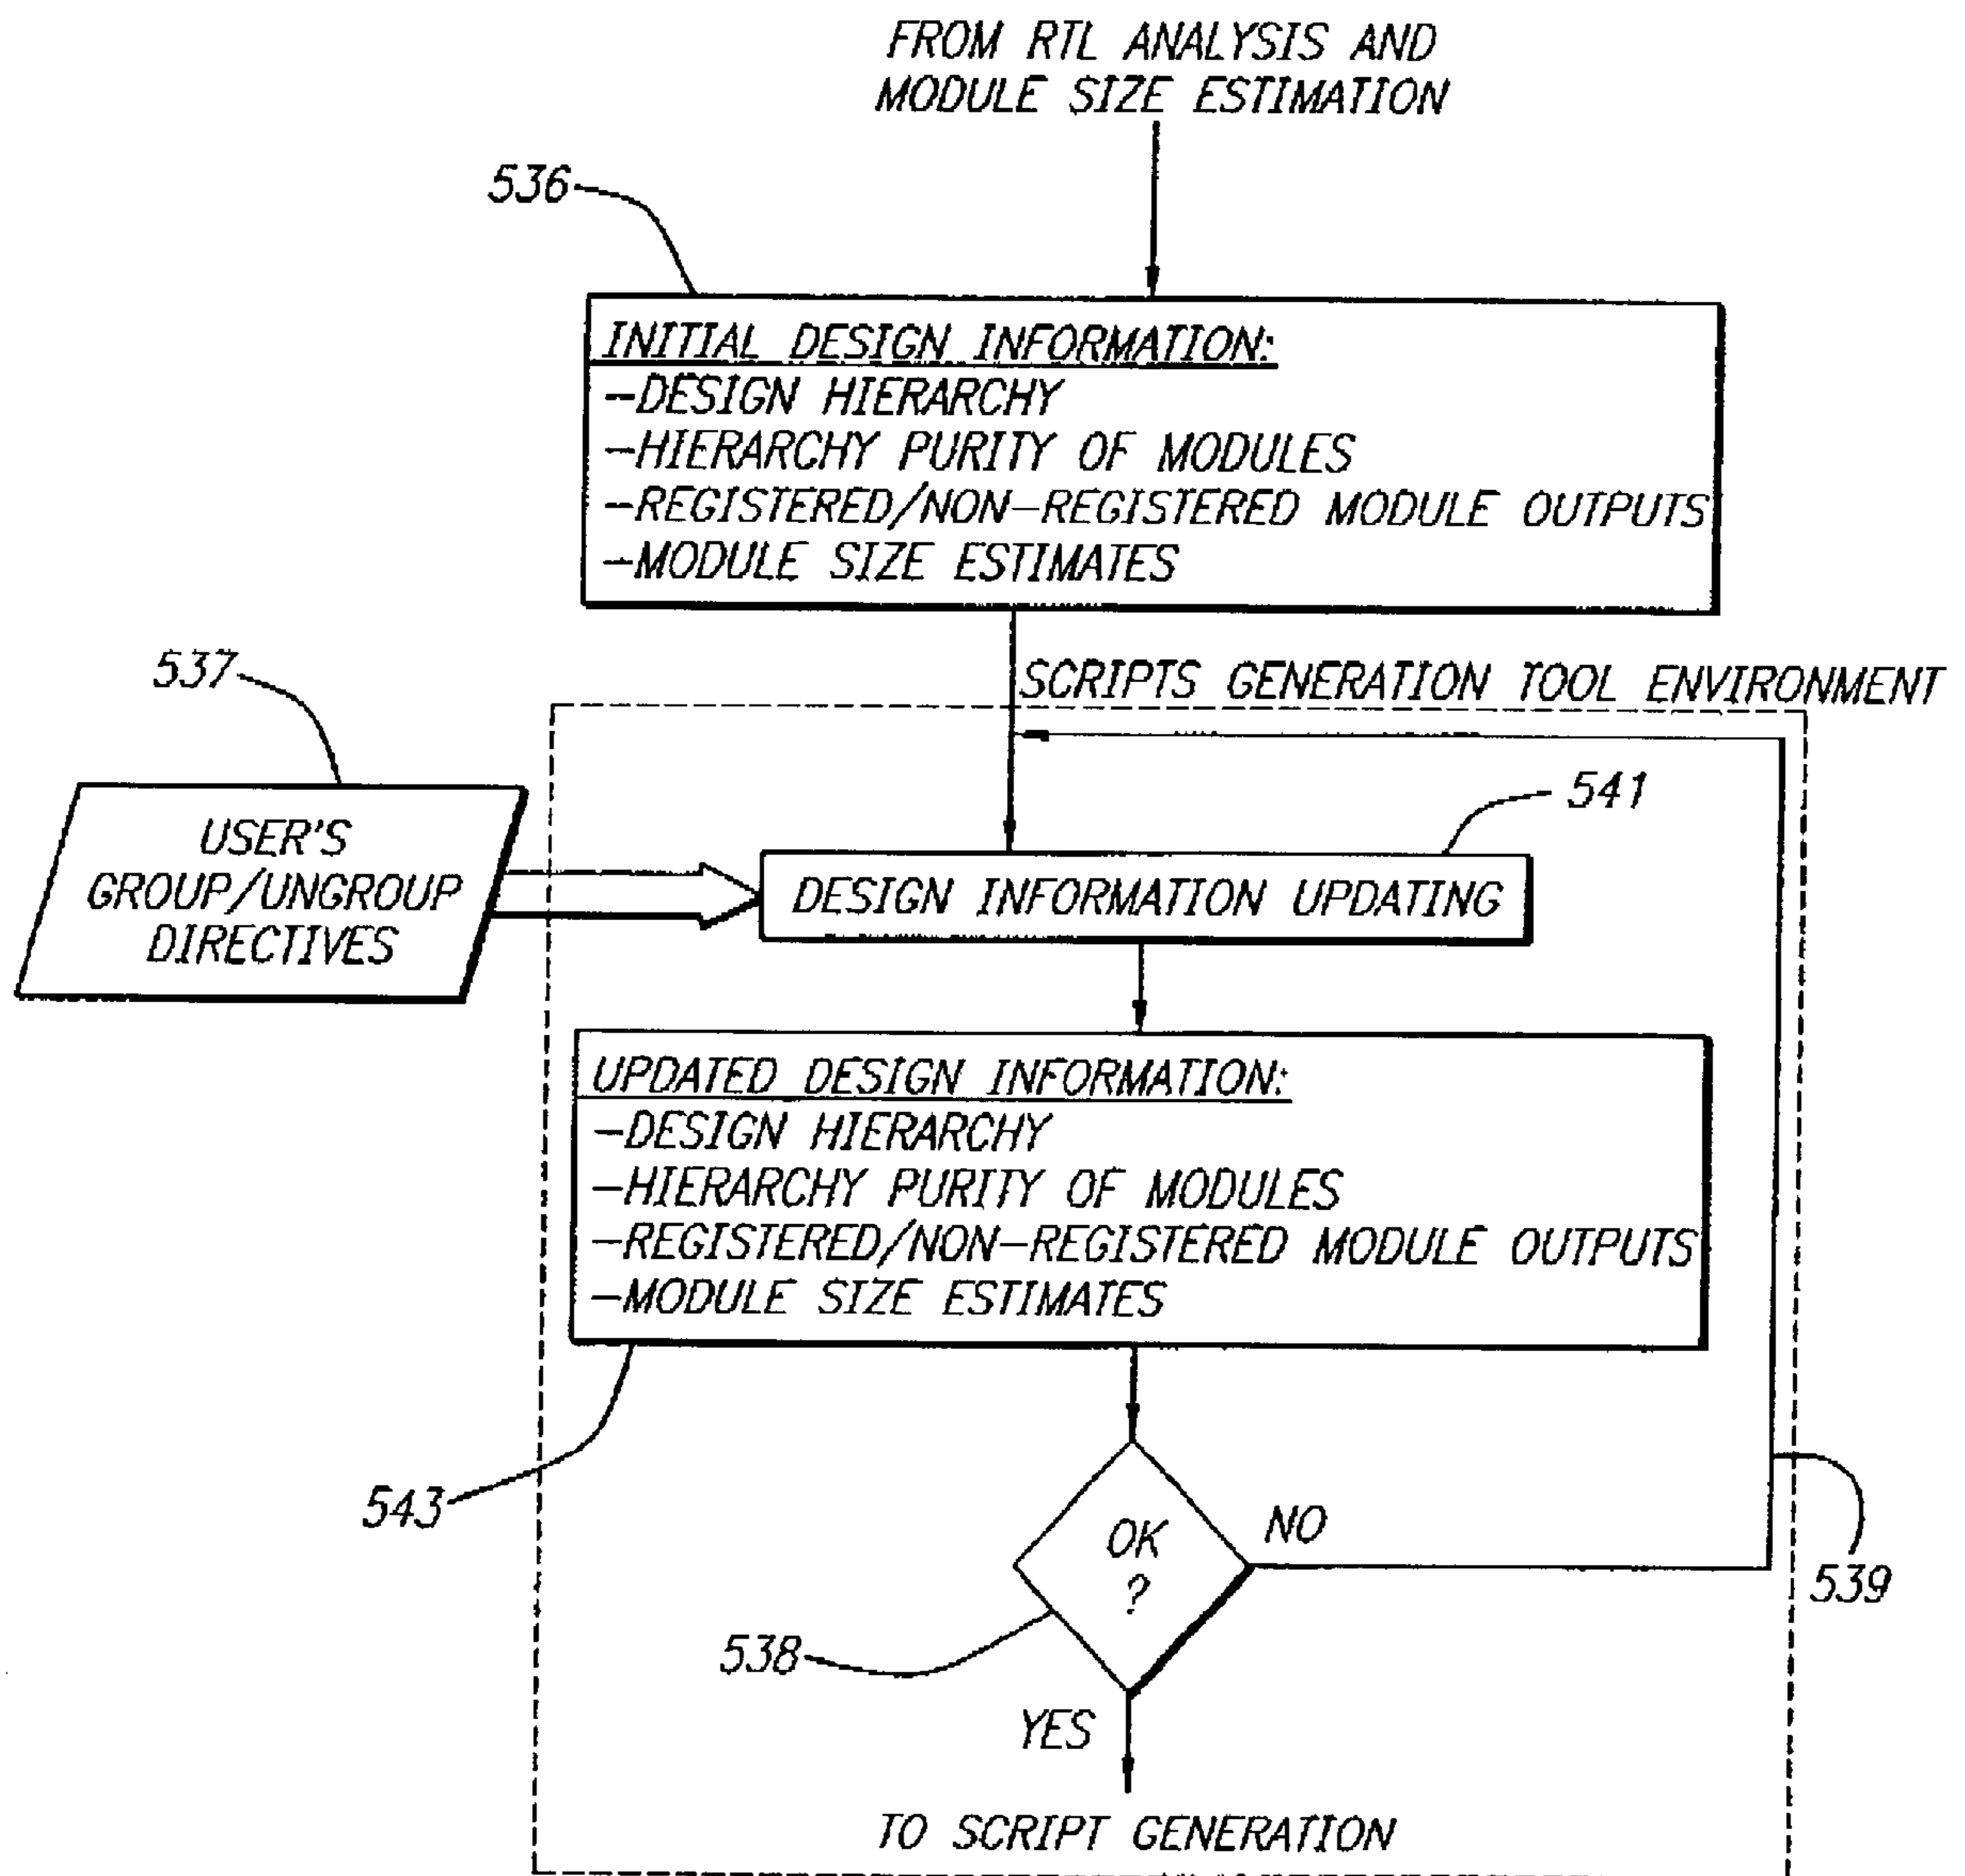 FROM RTL ANALYSIS AND
MODULE SIZE ESTIMATION
536
INITIAL DESIGN INFORMATION:
-DESIGN HIERARCHY
-HIERARCHY PURITY OF MODULES
-REGISTERED/NON-REGISTERED MODULE OUTPUTS
-MODULE SIZE ESTIMATES
537
SCRIPTS GENERATION TOOL ENVIRONMENT
541
USER'S
GROUP/UNGROUP
DIRECTIVES
DESIGN INFORMATION UPDATING
UPDATED DESIGN INFORMATION:
-DESIGN HIERARCHY
-HIERARCHY PURITY OF MODULES
-REGISTERED/NON-REGISTERED MODULE OUTPUTS
-MODULE SIZE ESTIMATES
543
OK
?
NO
539
538
YES
TO SCRIPT GENERATION